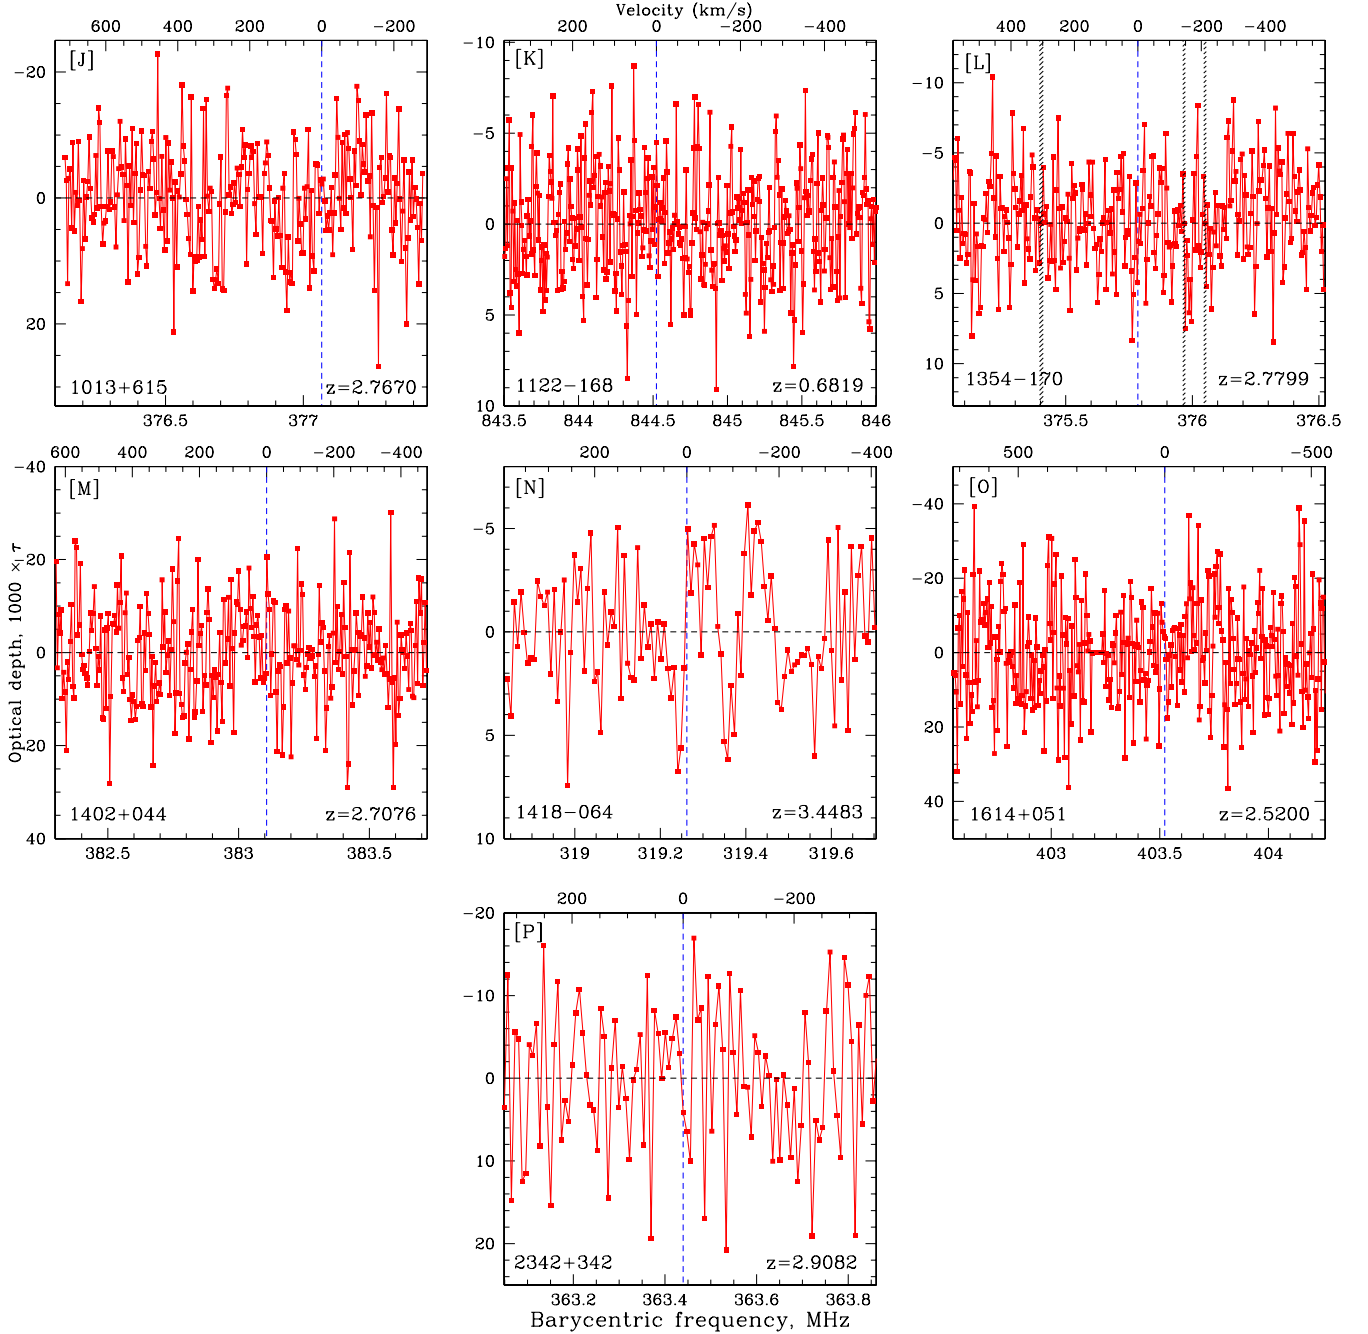 Velocity (km/s)
600 400 200 0 −200
200 0 −200 −400
400 200 0 −200 −400
[J]
−20
0
20
1013+615 z=2.7670
376.5 377
[K]
−10
−5
0
5
10
1122−168 z=0.6819
843.5 844 844.5 845 845.5 846
[L]
−10
−5
0
5
10
1354−170 z=2.7799
375.5 376 376.5
600 400 200 0 −200 −400
200 0 −200 −400
500 0 −500
Optical depth, 1000 × τ
[M]
−40
−20
0
20
40
1402+044 z=2.7076
382.5 383 383.5
[N]
−5
0
5
10
1418−064 z=3.4483
319 319.2 319.4 319.6
[O]
−40
−20
0
20
40
1614+051 z=2.5200
403 403.5 404
200 0 −200
[P]
−20
−10
0
10
20
2342+342 z=2.9082
363.2 363.4 363.6 363.8
Barycentric frequency, MHz